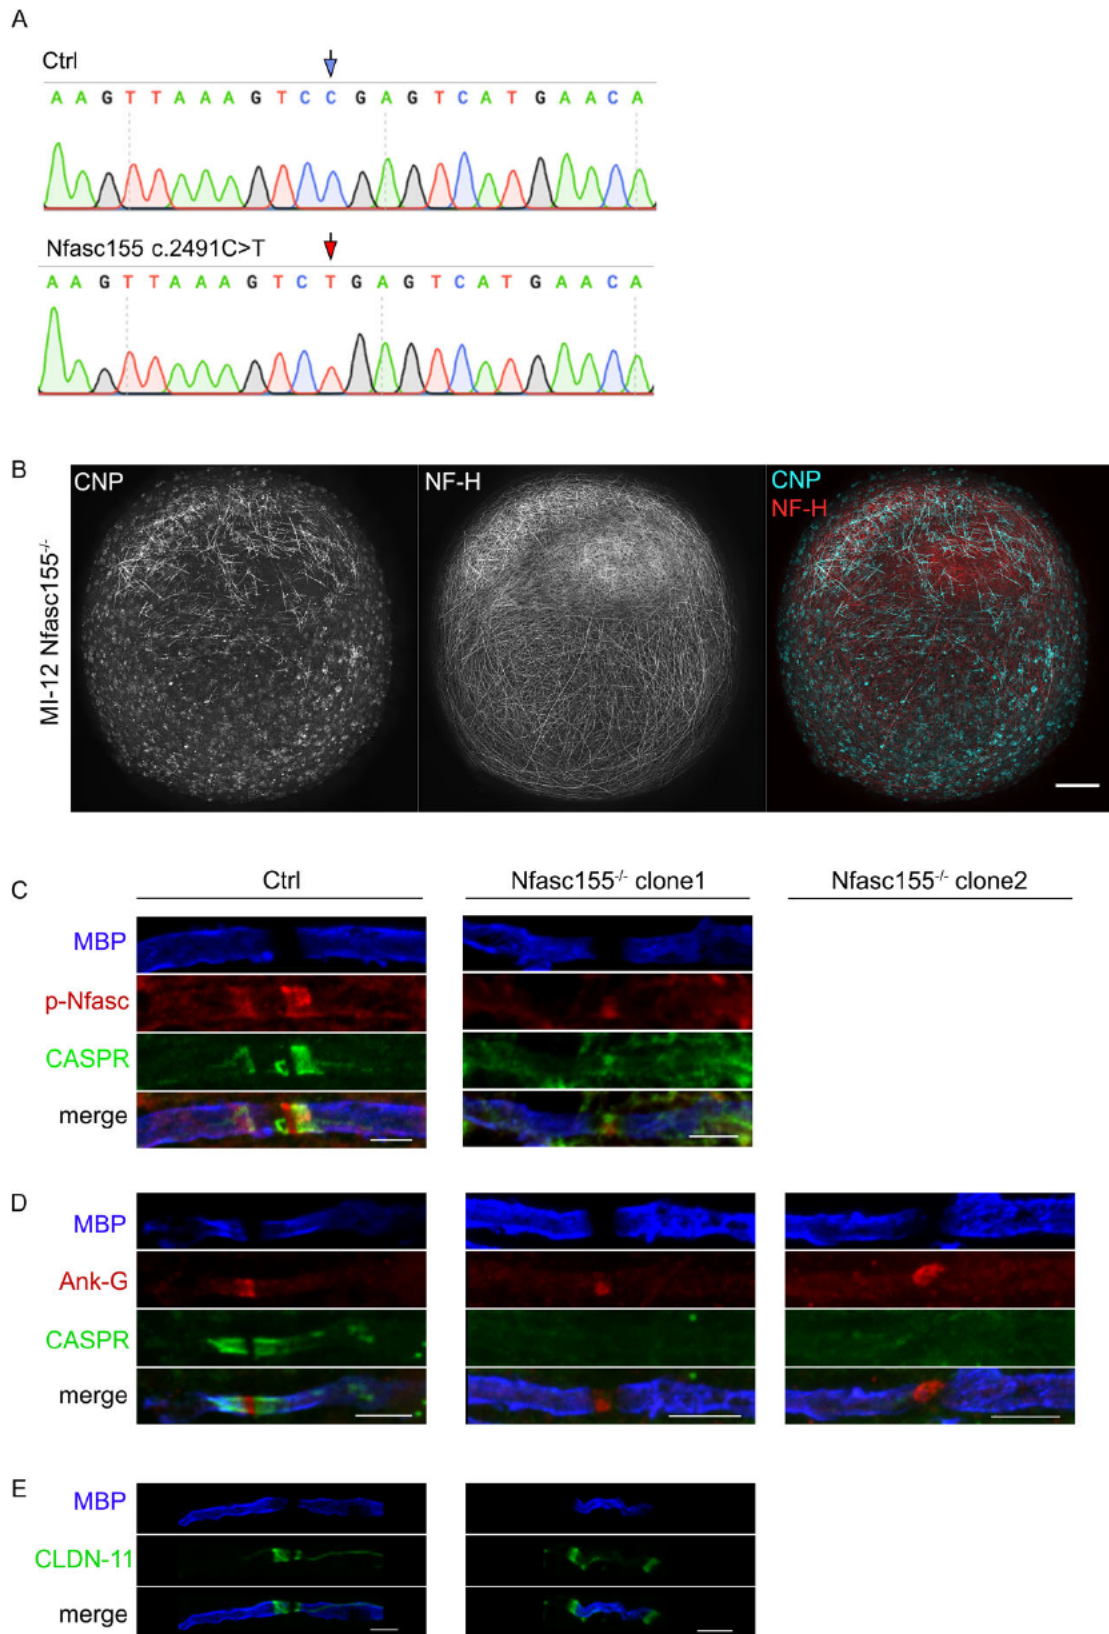 A
Ctrl
A A G T T A A A G T C C G A G T C A T G A A C A
Nfasc155 c.2491C>T
A A G T T A A A G T C T G A G T C A T G A A C A
B
MI-12 Nfasc155-/-
CNP
NF-H
CNP
NF-H
C
Ctrl
Nfasc155-/- clone1
Nfasc155-/- clone2
MBP
p-Nfasc
CASPR
merge
D
MBP
Ank-G
CASPR
merge
E
MBP
CLDN-11
merge